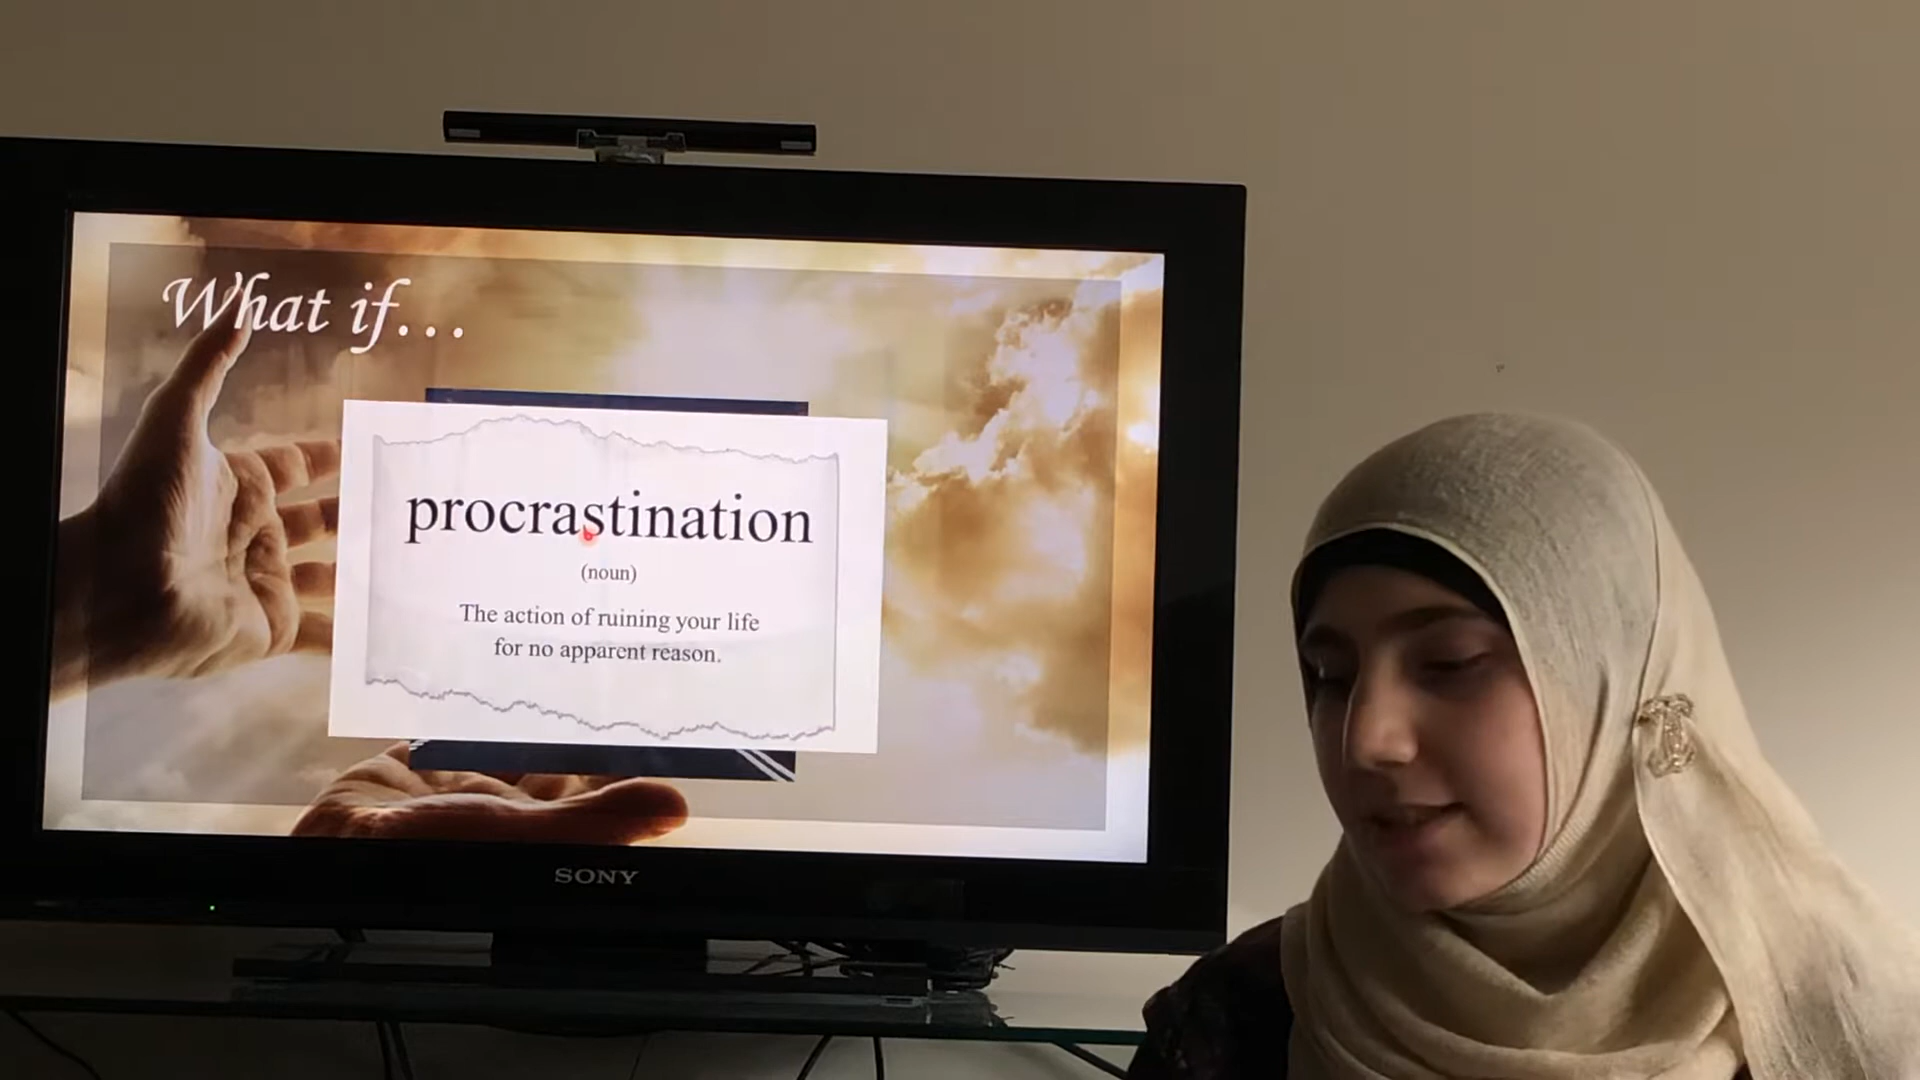 What if...
procrastination
(noun)
The action of ruining your life
for no apparent reason.
SONY